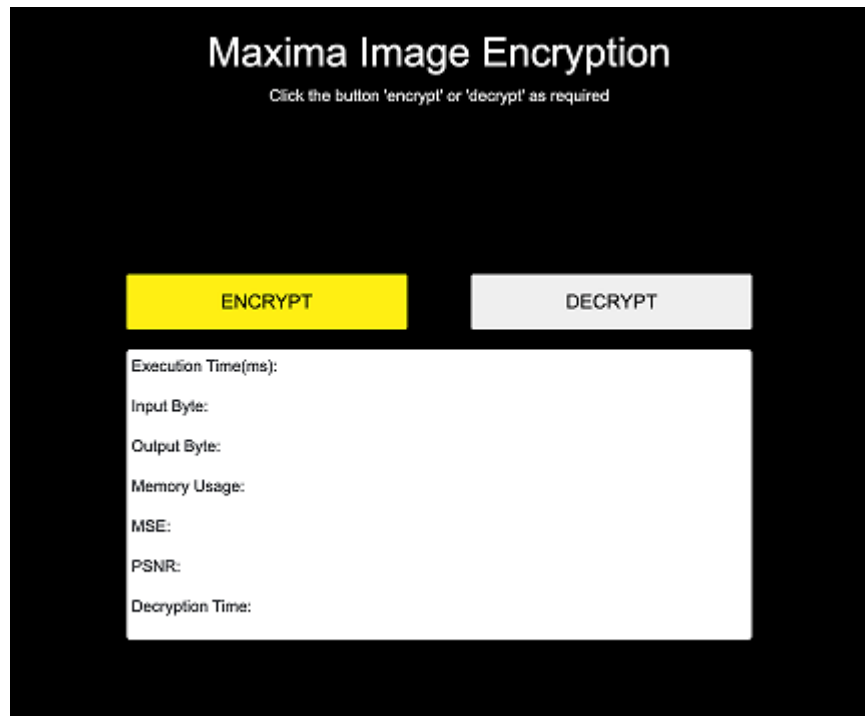 Maxima Image Encryption
Click the button 'encrypt' or 'decrypt' as required
ENCRYPT
DECRYPT
Execution Time(ms):
Input Byte:
Output Byte:
Memory Usage:
MSE:
PSNR:
Decryption Time: